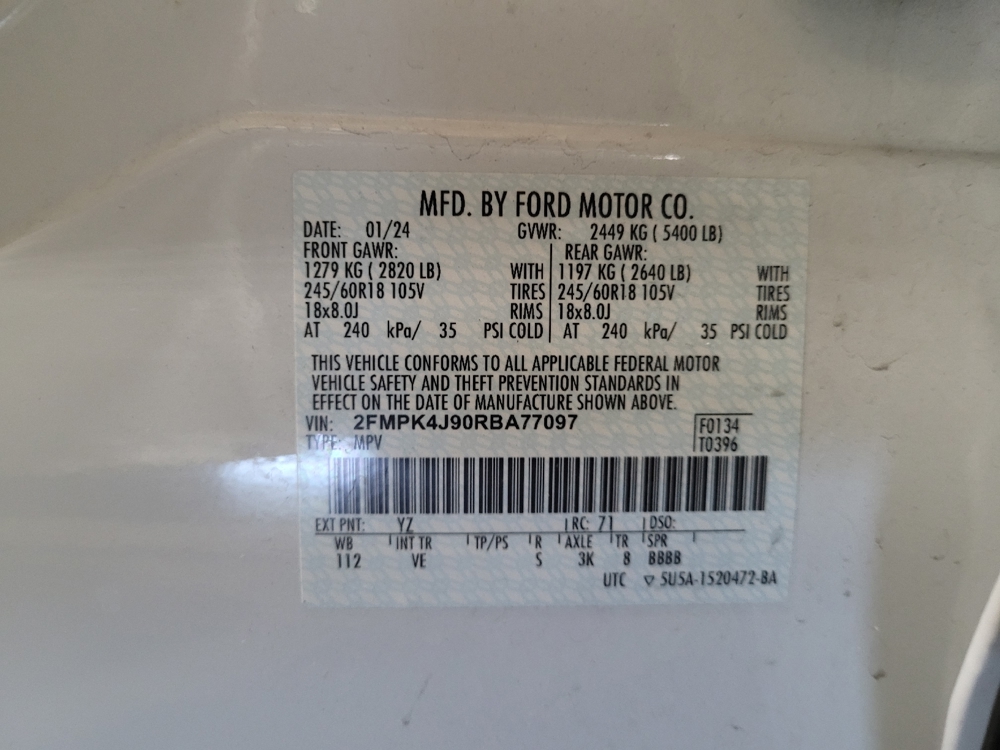 MFD. BY FORD MOTOR CO.
DATE: 01/24 GVWR: 2449 KG ( 5400 LB)
FRONT GAWR: REAR GAWR:
1279 KG ( 2820 LB) WITH 1197 KG ( 2640 LB) WITH
245/60R18 105V TIRES 245/60R18 105V TIRES
18x8.0J RIMS 18x8.0J RIMS
AT 240 kPa/ 35 PSI COLD AT 240 kPa/ 35 PSI COLD
THIS VEHICLE CONFORMS TO ALL APPLICABLE FEDERAL MOTOR
VEHICLE SAFETY AND THEFT PREVENTION STANDARDS IN
EFFECT ON THE DATE OF MANUFACTURE SHOWN ABOVE.
VIN: 2FMPK4J90RBA77097 F0134
TYPE: MPV T0396
EXT PNT: YZ RC: 71 DSO:
WB INT TR TP/PS R AXLE TR SPR
112 VE S 3K 8 BBBB
UTC ▽ 5U5A-1520472-BA